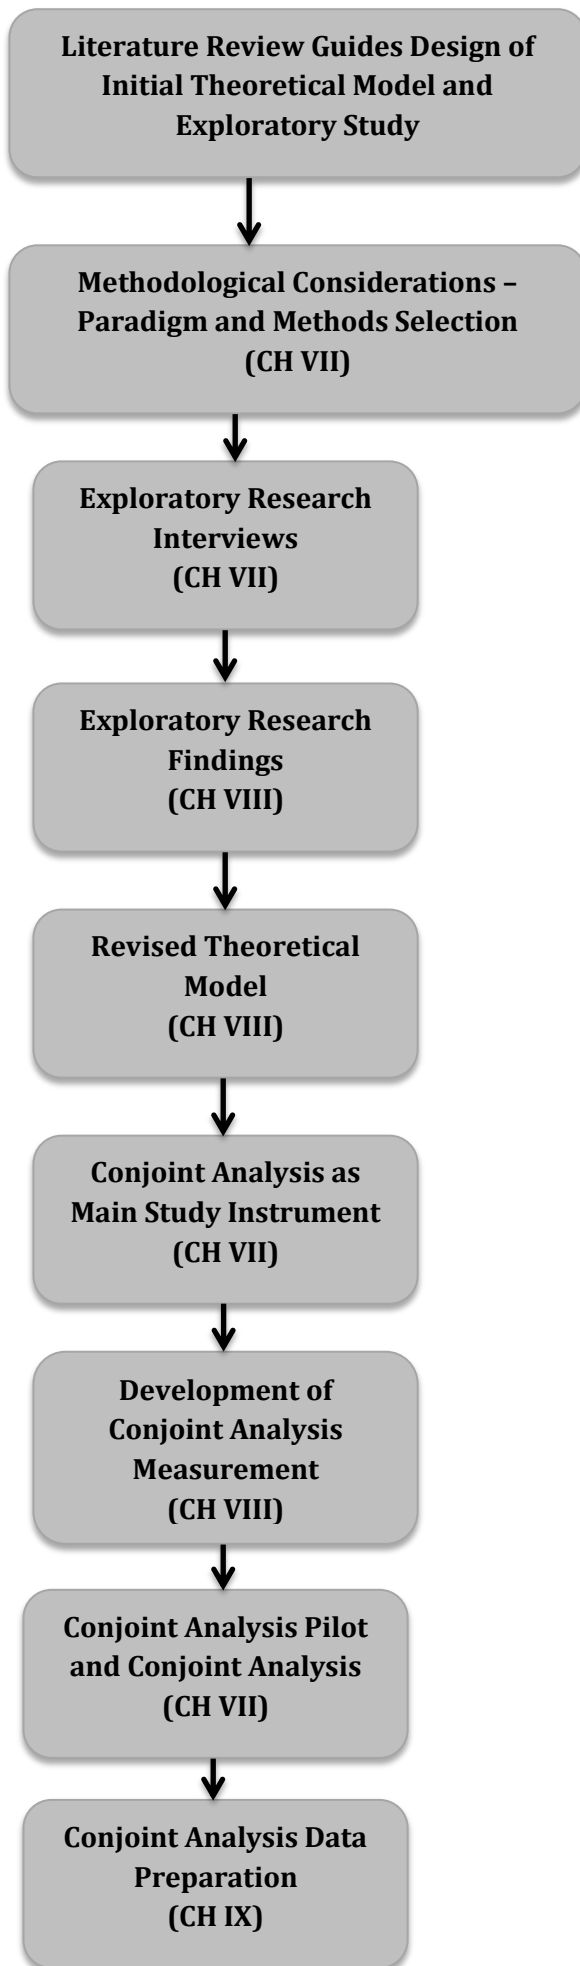 Literature Review Guides Design of
Initial Theoretical Model and
Exploratory Study
Methodological Considerations –
Paradigm and Methods Selection
(CH VII)
Exploratory Research
Interviews
(CH VII)
Exploratory Research
Findings
(CH VIII)
Revised Theoretical
Model
(CH VIII)
Conjoint Analysis as
Main Study Instrument
(CH VII)
Development of
Conjoint Analysis
Measurement
(CH VIII)
Conjoint Analysis Pilot
and Conjoint Analysis
(CH VII)
Conjoint Analysis Data
Preparation
(CH IX)